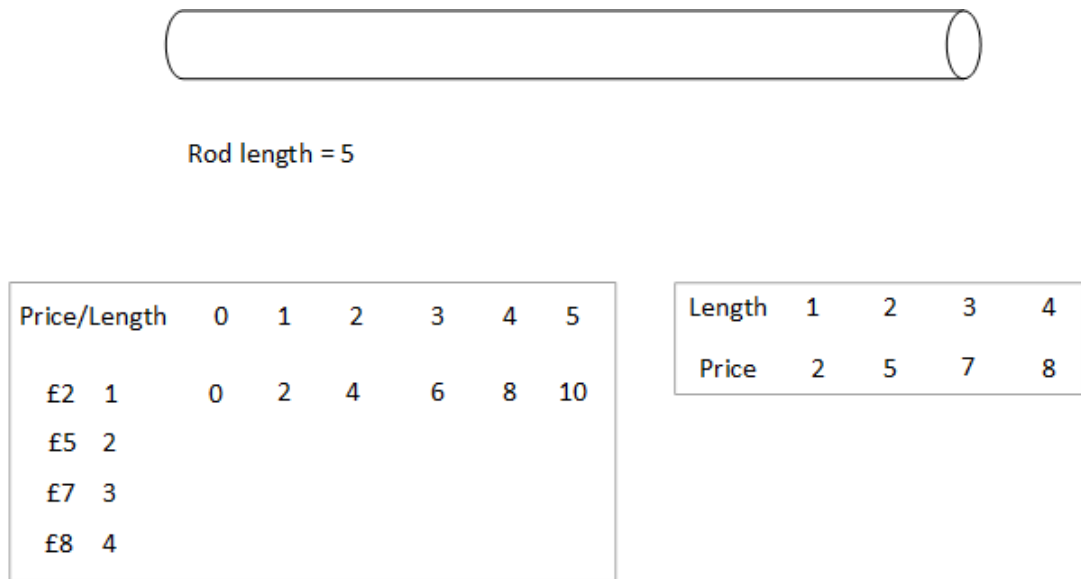 Rod length = 5
Price/Length 0 1 2 3 4 5
£2 1 0 2 4 6 8 10
£5 2
£7 3
£8 4
Length 1 2 3 4
Price 2 5 7 8